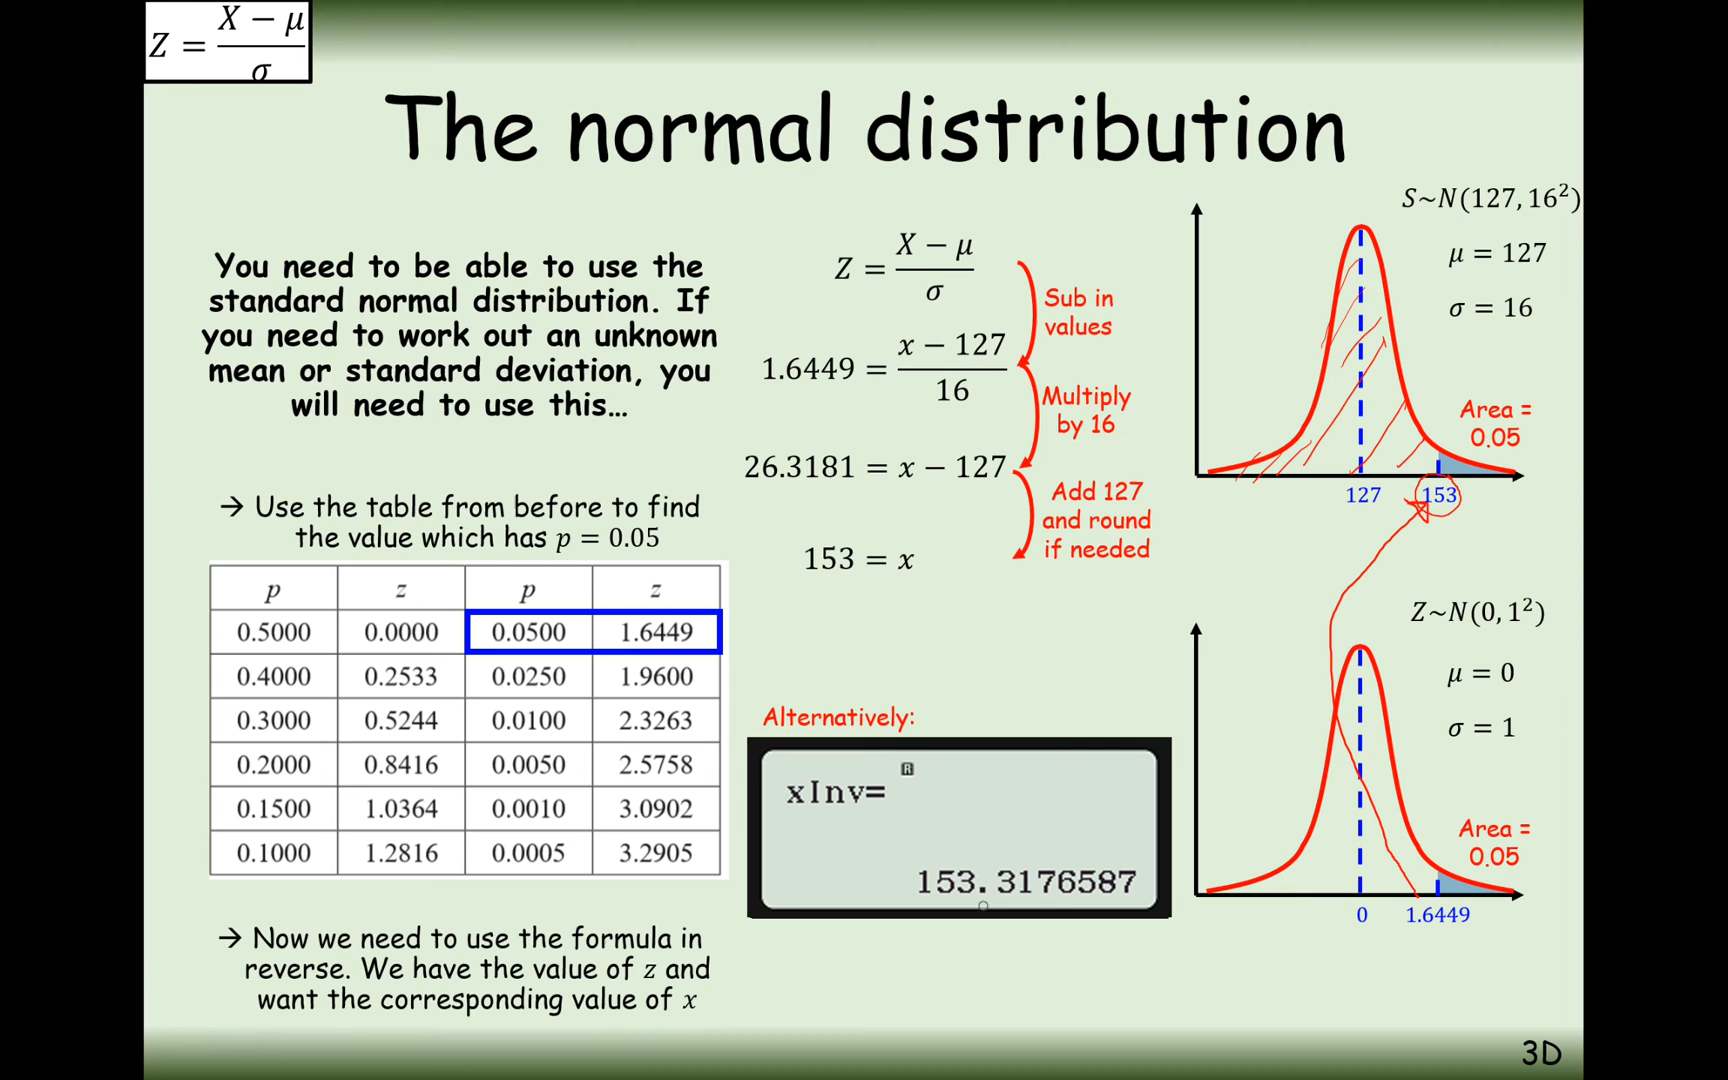 Z = (X − μ)/σ
The normal distribution
You need to be able to use the
standard normal distribution. If
you need to work out an unknown
mean or standard deviation, you
will need to use this…
→ Use the table from before to find
the value which has p = 0.05
p z p z
0.5000 0.0000 0.0500 1.6449
0.4000 0.2533 0.0250 1.9600
0.3000 0.5244 0.0100 2.3263
0.2000 0.8416 0.0050 2.5758
0.1500 1.0364 0.0010 3.0902
0.1000 1.2816 0.0005 3.2905
→ Now we need to use the formula in
reverse. We have the value of z and
want the corresponding value of x
Z = (X − μ)/σ
Sub in
values
1.6449 = (x − 127)/16
Multiply
by 16
26.3181 = x − 127
Add 127
and round
if needed
153 = x
Alternatively:
R
xInv=
153.3176587
S~N(127, 16²)
μ = 127
σ = 16
Area =
0.05
127 153
Z~N(0, 1²)
μ = 0
σ = 1
Area =
0.05
0 1.6449
3D